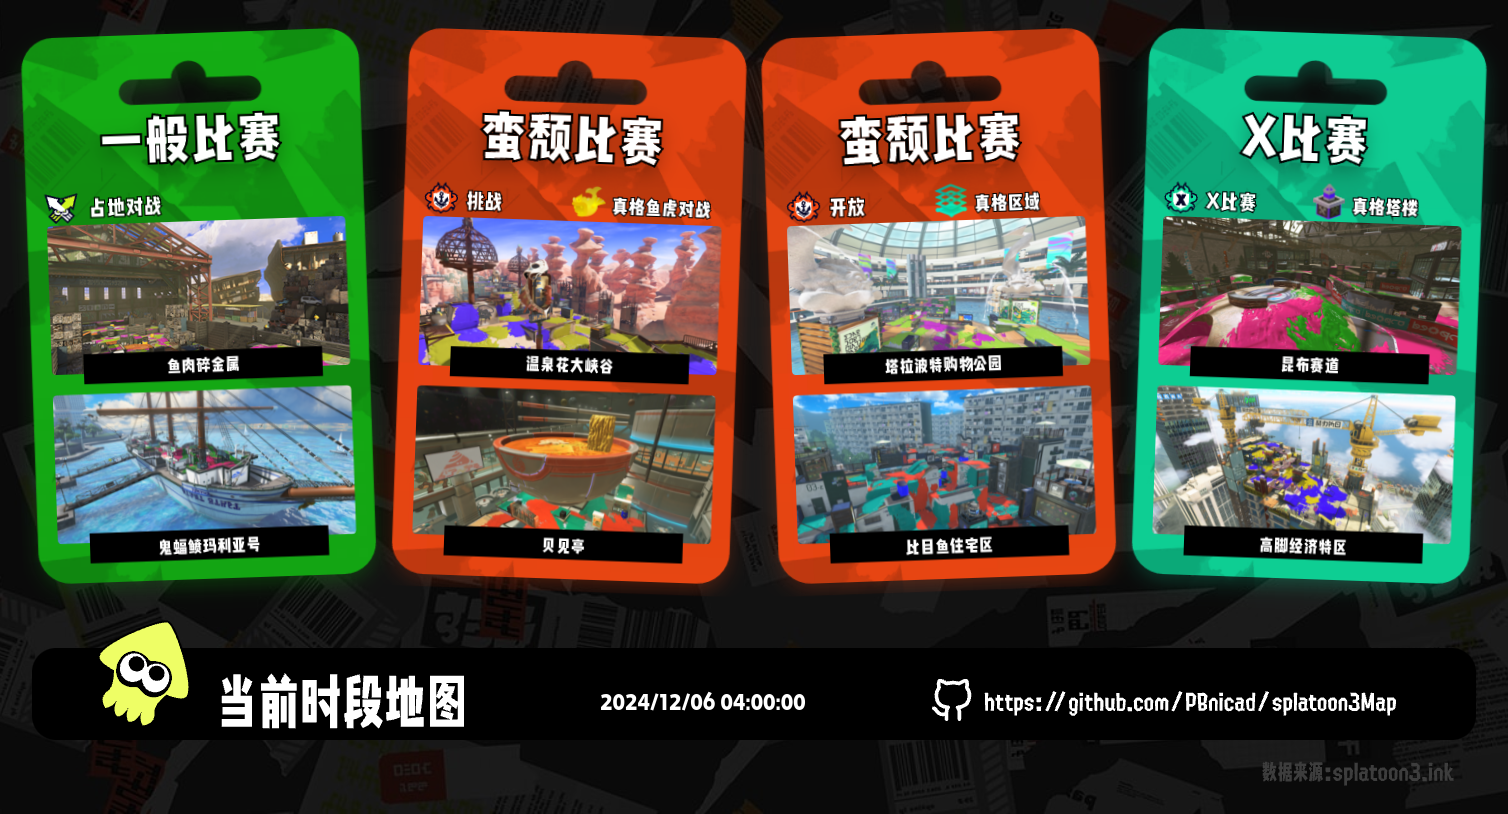 一般比赛
占地对战
鱼肉碎金属
鬼蝠鲼玛利亚号
蛮颓比赛
挑战
真格鱼虎对战
温泉花大峡谷
贝见亭
蛮颓比赛
开放
真格区域
塔拉波特购物公园
比目鱼住宅区
X比赛
X比赛
真格塔楼
昆布赛道
高脚经济特区
当前时段地图
2024/12/06 04:00:00
https://github.com/PBnicad/splatoon3Map
数据来源:splatoon3.ink